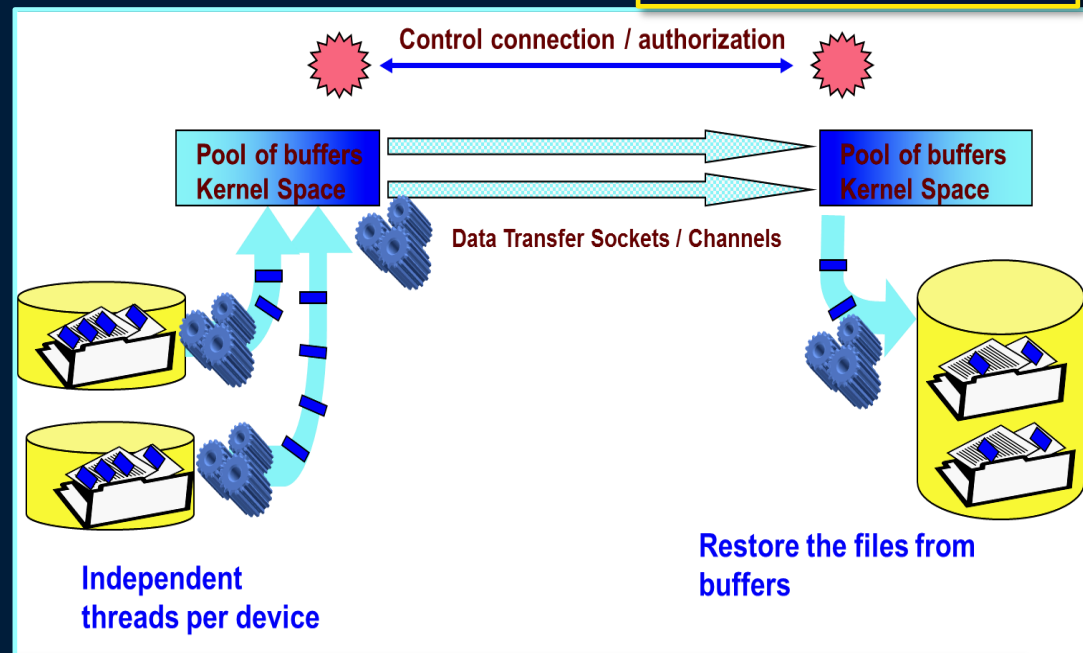 Control connection / authorization
Pool of buffers
Kernel Space
Pool of buffers
Kernel Space
Data Transfer Sockets / Channels
Independent
threads per device
Restore the files from
buffers